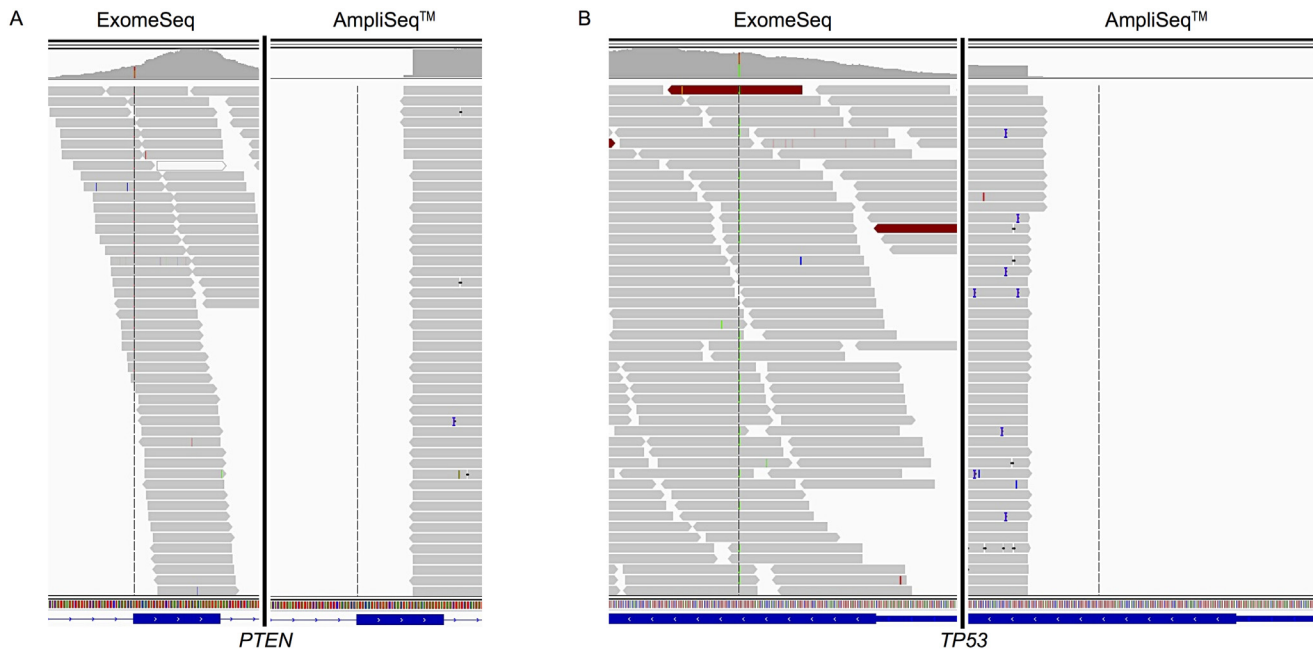 A
ExomeSeq
AmpliSeq™
B
ExomeSeq
AmpliSeq™
PTEN
TP53